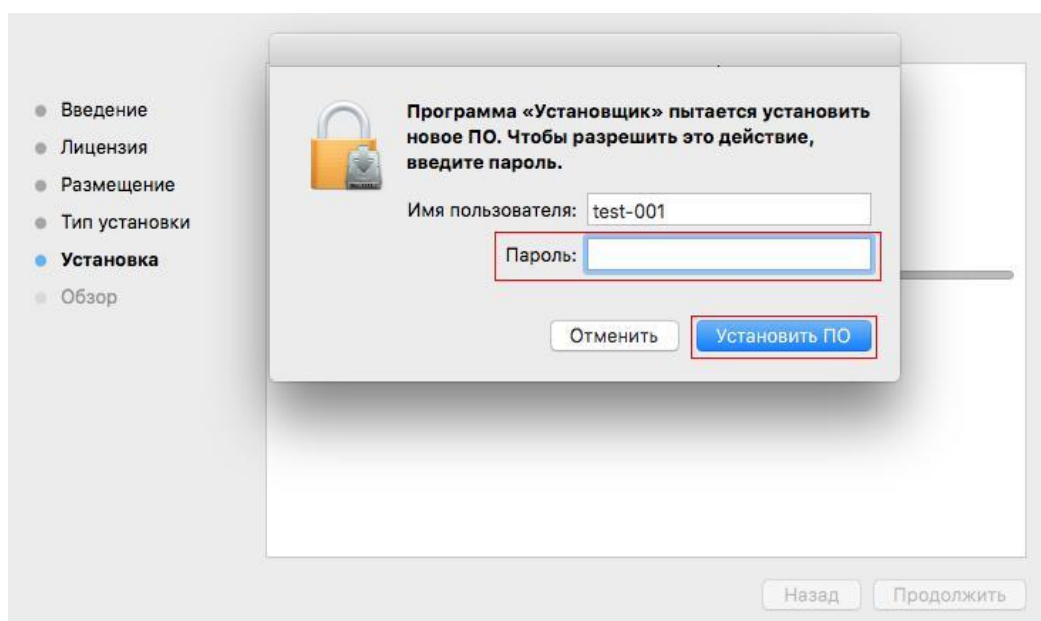 Введение
Лицензия
Размещение
Тип установки
Установка
Обзор
Программа «Установщик» пытается установить
новое ПО. Чтобы разрешить это действие,
введите пароль.
Имя пользователя: test-001
Пароль:
Отменить Установить ПО
Назад Продолжить